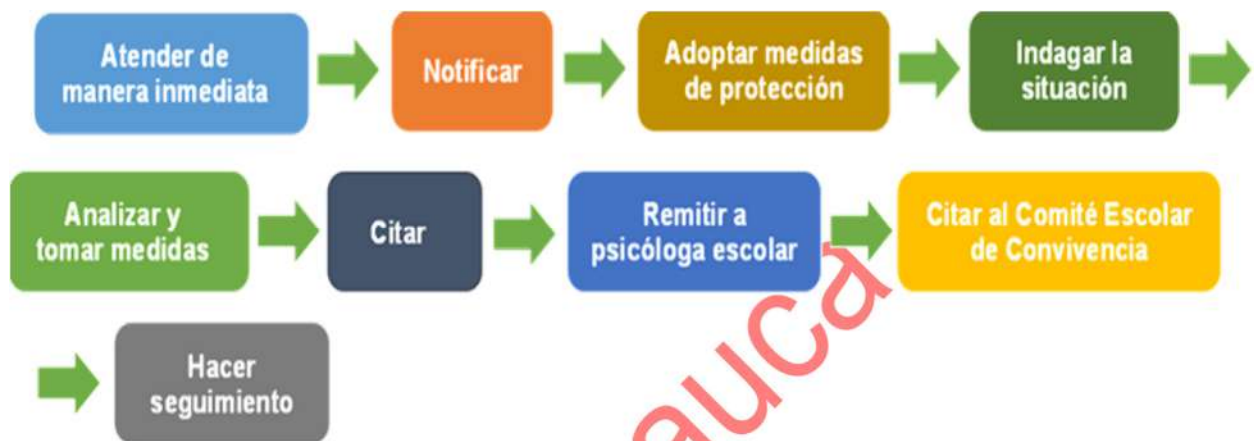 Atender de
manera inmediata
Notificar
Adoptar medidas
de protección
Indagar la
situación
Analizar y
tomar medidas
Citar
Remitir a
psicóloga escolar
Citar al Comité Escolar
de Convivencia
Hacer
seguimiento
auca